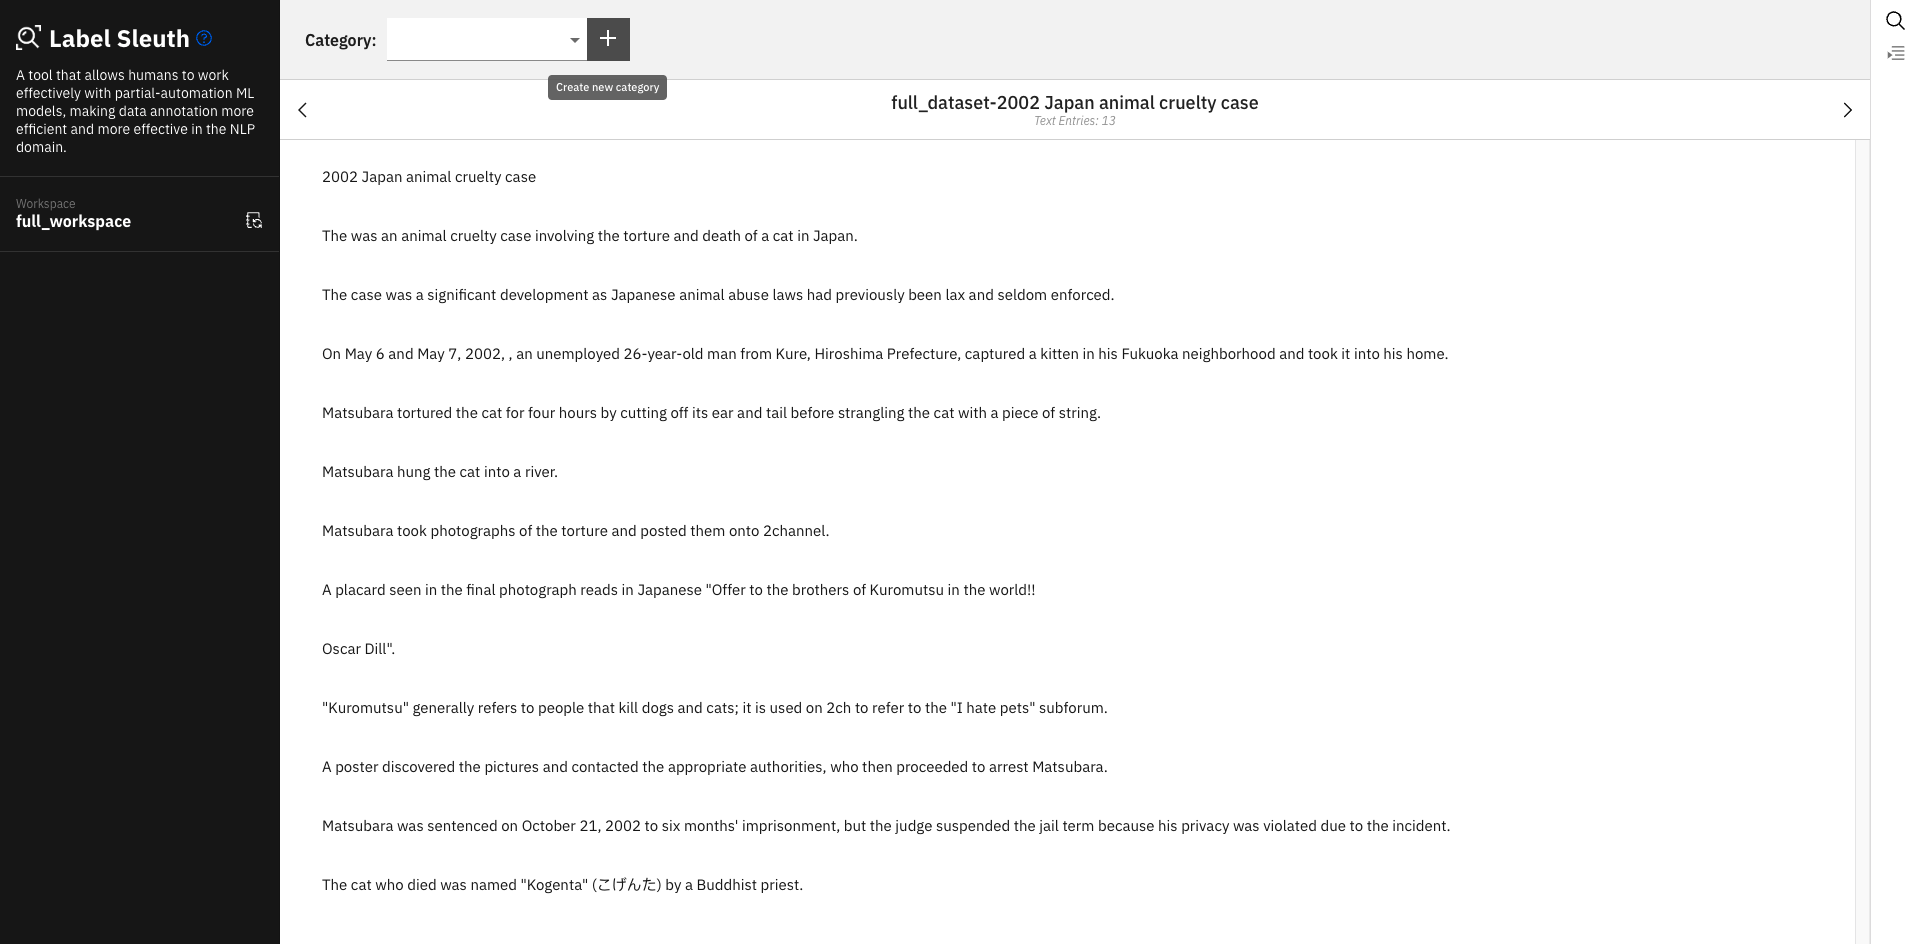 Label Sleuth
A tool that allows humans to work
effectively with partial-automation ML
models, making data annotation more
efficient and more effective in the NLP
domain.
Workspace
full_workspace
Category:
Create new category
full_dataset-2002 Japan animal cruelty case
Text Entries: 13
2002 Japan animal cruelty case
The was an animal cruelty case involving the torture and death of a cat in Japan.
The case was a significant development as Japanese animal abuse laws had previously been lax and seldom enforced.
On May 6 and May 7, 2002, , an unemployed 26-year-old man from Kure, Hiroshima Prefecture, captured a kitten in his Fukuoka neighborhood and took it into his home.
Matsubara tortured the cat for four hours by cutting off its ear and tail before strangling the cat with a piece of string.
Matsubara hung the cat into a river.
Matsubara took photographs of the torture and posted them onto 2channel.
A placard seen in the final photograph reads in Japanese "Offer to the brothers of Kuromutsu in the world!!
Oscar Dill".
"Kuromutsu" generally refers to people that kill dogs and cats; it is used on 2ch to refer to the "I hate pets" subforum.
A poster discovered the pictures and contacted the appropriate authorities, who then proceeded to arrest Matsubara.
Matsubara was sentenced on October 21, 2002 to six months' imprisonment, but the judge suspended the jail term because his privacy was violated due to the incident.
The cat who died was named "Kogenta" (こげんた) by a Buddhist priest.